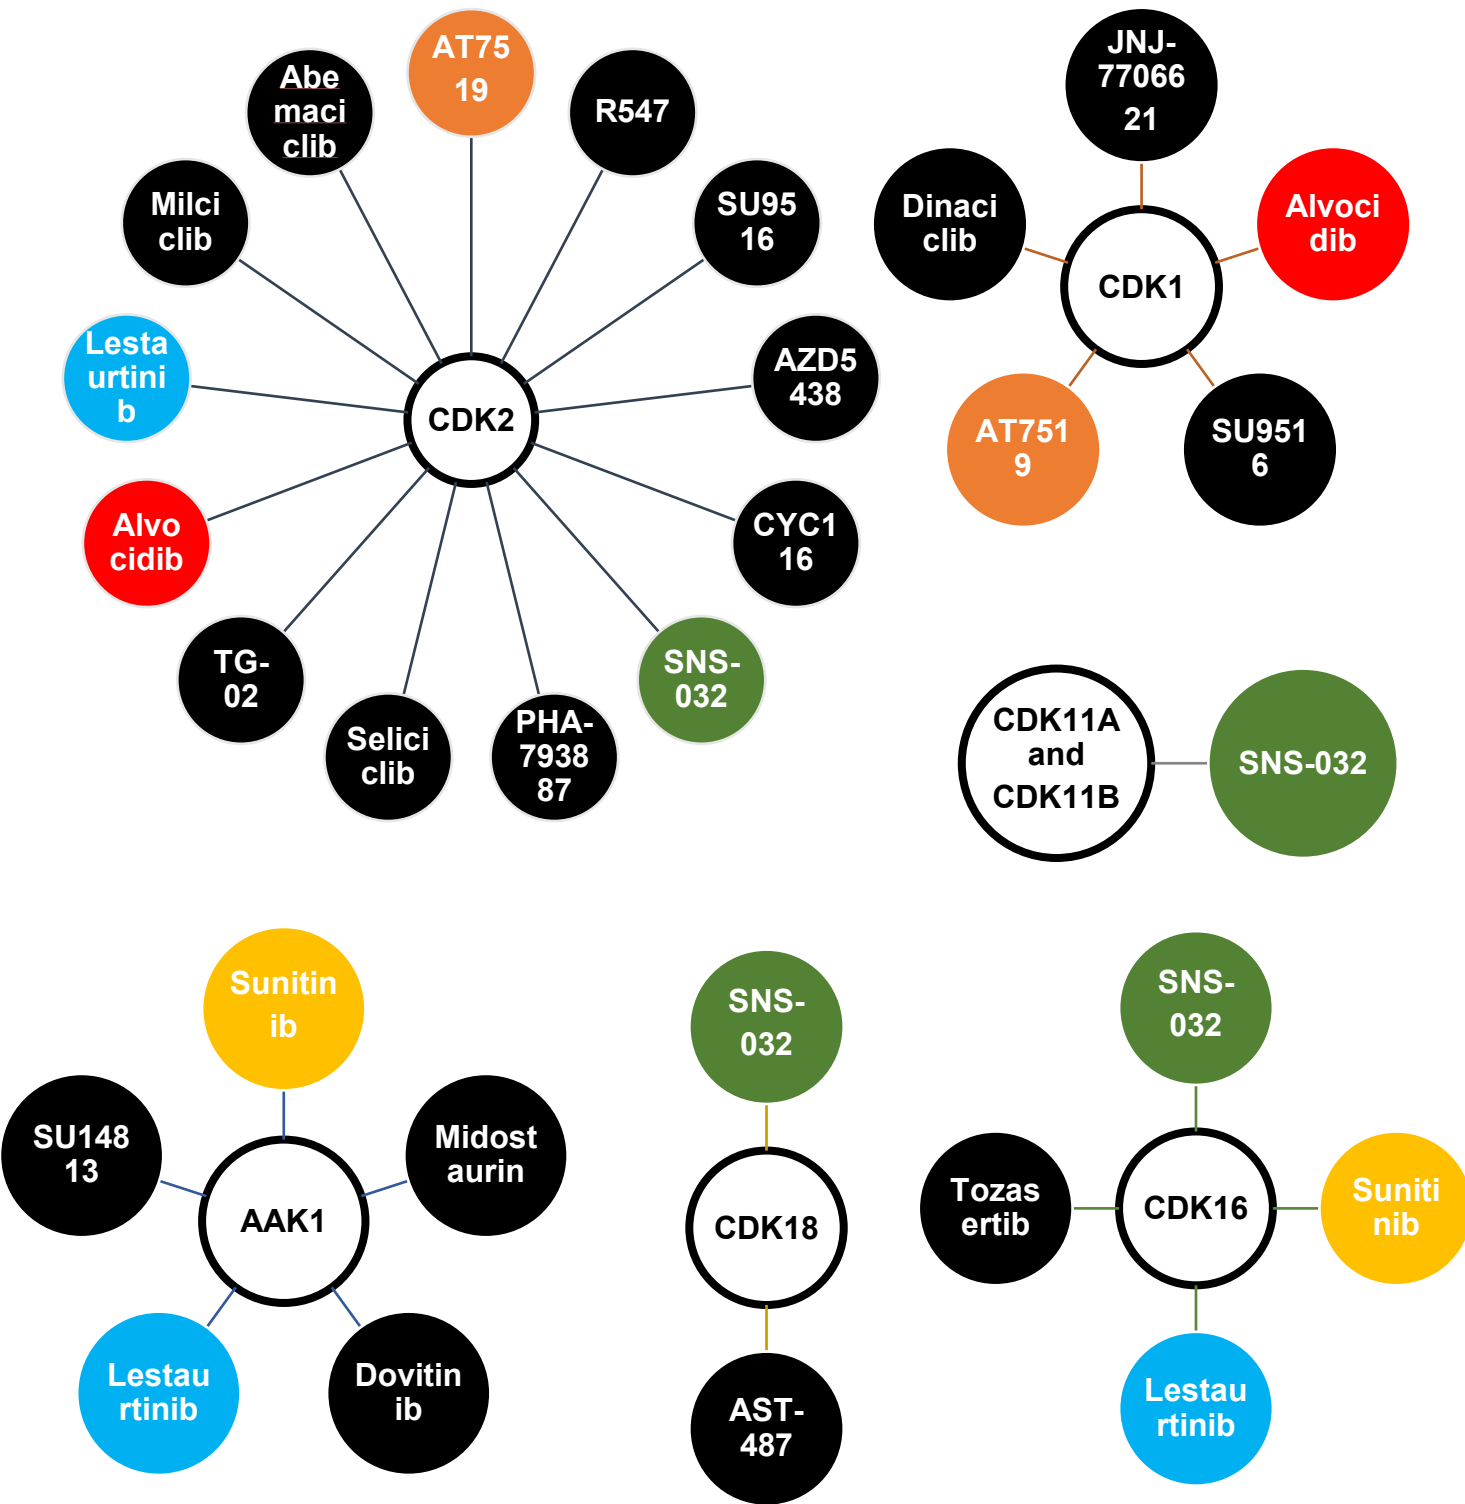 AT75
19
Abe
maci
clib
R547
Milci
clib
SU95
16
Lesta
urtini
b
CDK2
AZD5
438
Alvo
cidib
CYC1
16
TG-
02
SNS-
032
Selici
clib
PHA-
7938
87
JNJ-
77066
21
Dinaci
clib
Alvoci
dib
CDK1
AT751
9
SU951
6
CDK11A
and
CDK11B
SNS-032
Sunitin
ib
SU148
13
Midost
aurin
AAK1
Lestau
rtinib
Dovitin
ib
SNS-
032
CDK18
AST-
487
SNS-
032
Tozas
ertib
CDK16
Suniti
nib
Lestau
rtinib